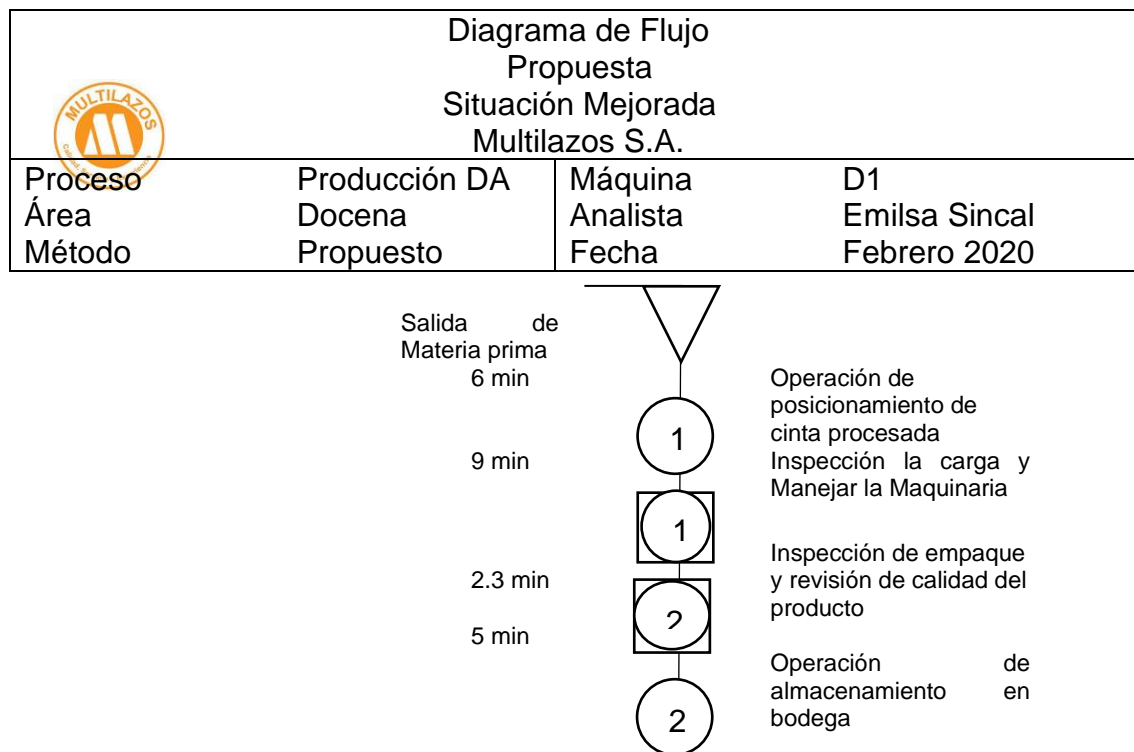 Diagrama de Flujo
Propuesta
Situación Mejorada
Multilazos S.A.
MULTILAZOS
Proceso Producción DA Máquina D1
Área Docena Analista Emilsa Sincal
Método Propuesto Fecha Febrero 2020
Salida de
Materia prima
6 min
Operación de
posicionamiento de
cinta procesada
1
9 min
Inspección la carga y
Manejar la Maquinaria
1
2.3 min
Inspección de empaque
y revisión de calidad del
producto
2
5 min
Operación de
almacenamiento en
bodega
2